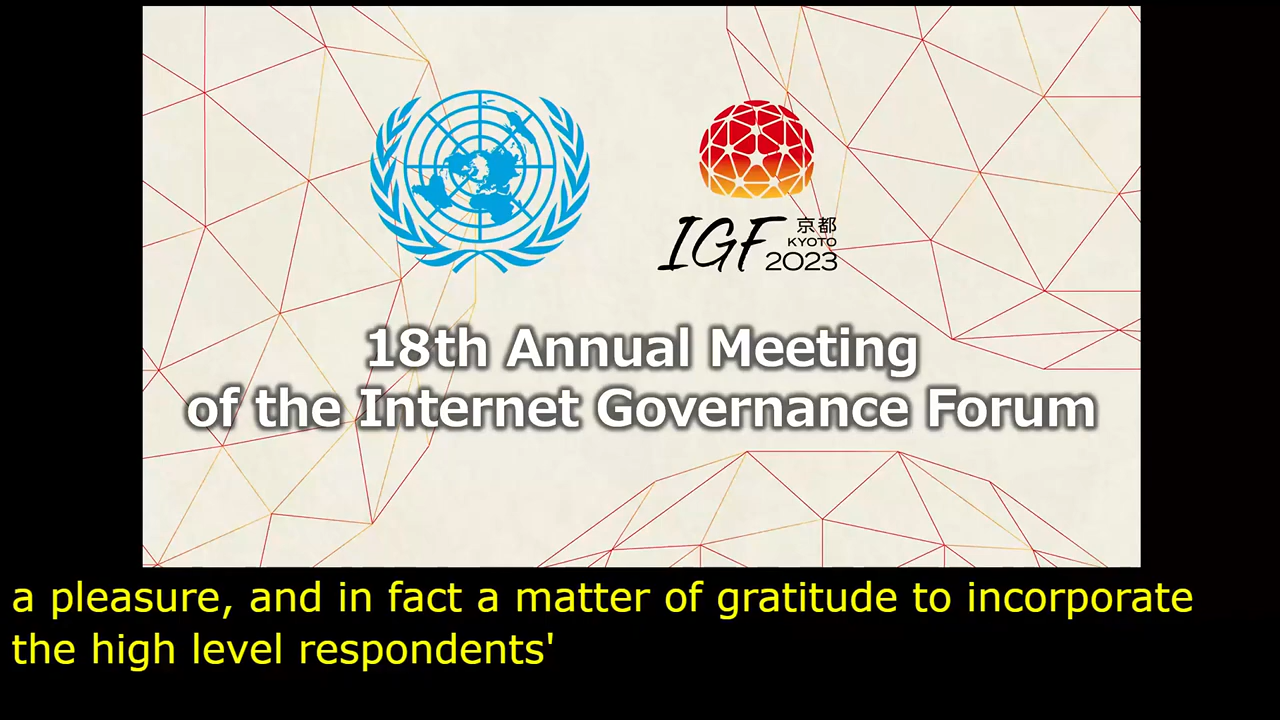 IGF 京都
KYOTO
2023
18th Annual Meeting
of the Internet Governance Forum
a pleasure, and in fact a matter of gratitude to incorporate
the high level respondents'